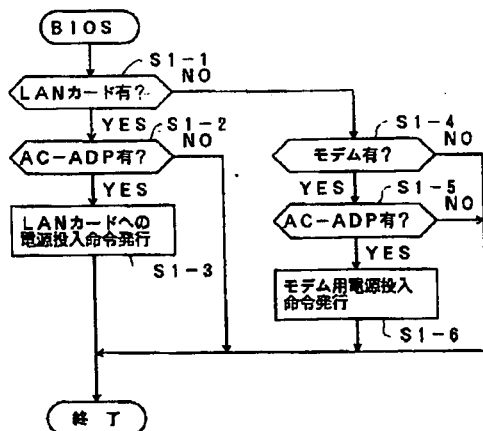 BIOS
S1-1
LANカード有?
NO
YES
S1-2
AC-ADP有?
NO
YES
LANカードへの
電源投入命令発行
S1-3
S1-4
モデム有?
NO
YES
S1-5
AC-ADP有?
NO
YES
モデム用電源投入
命令発行
S1-6
終了